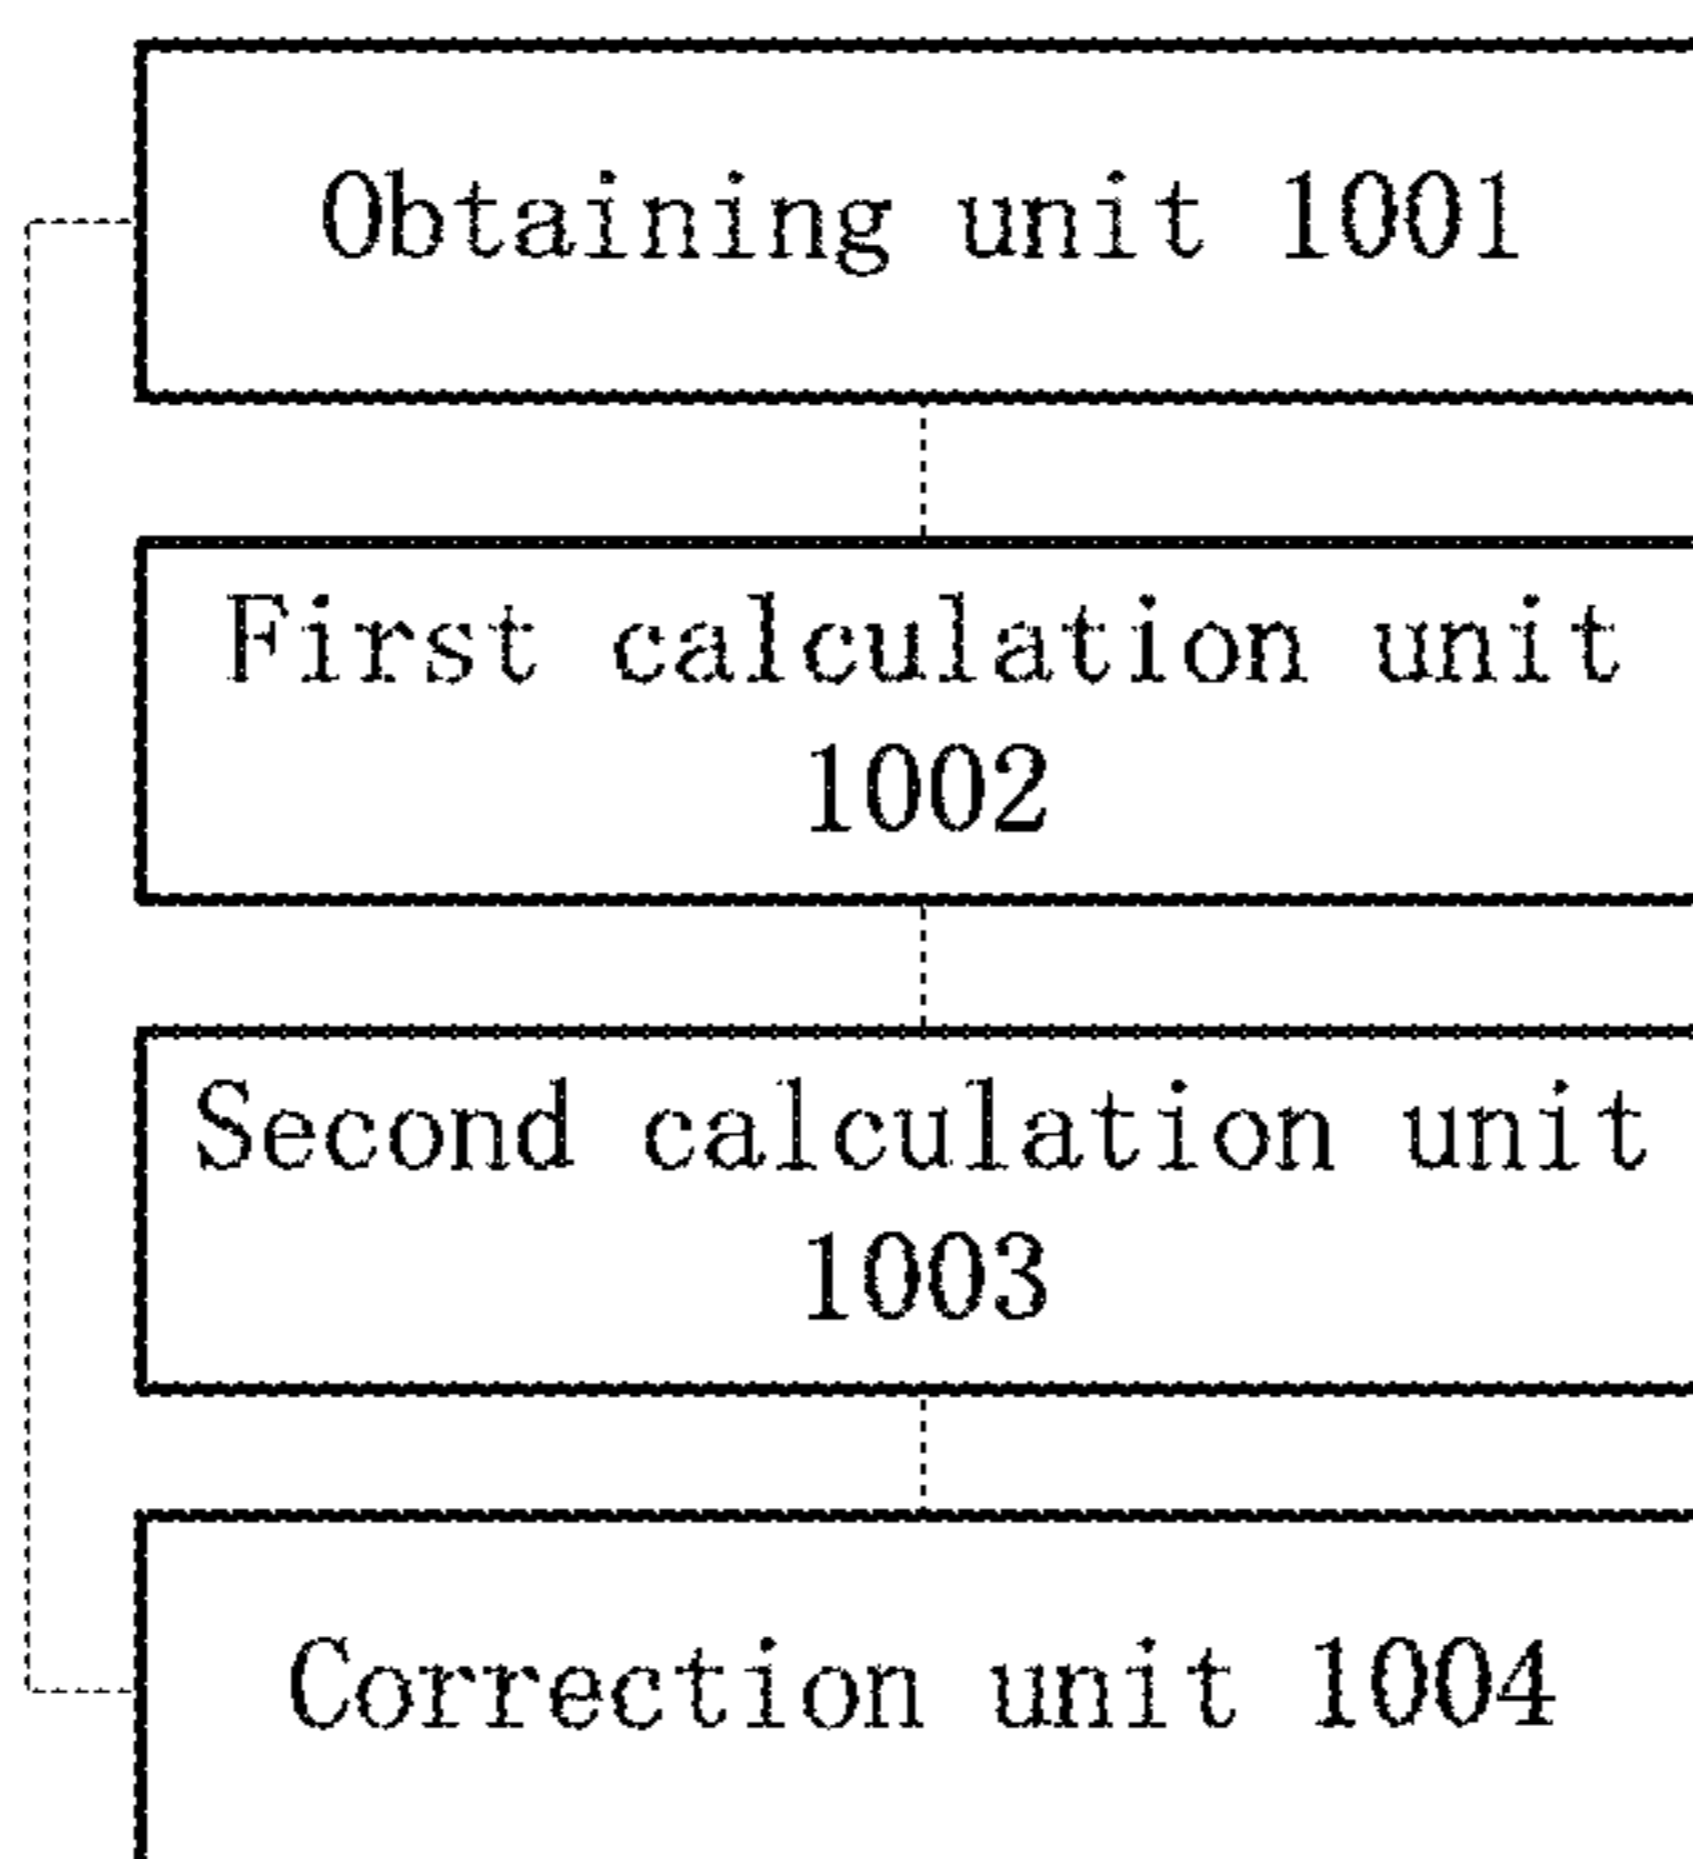 Obtaining unit 1001
First calculation unit
1002
Second calculation unit
1003
Correction unit 1004